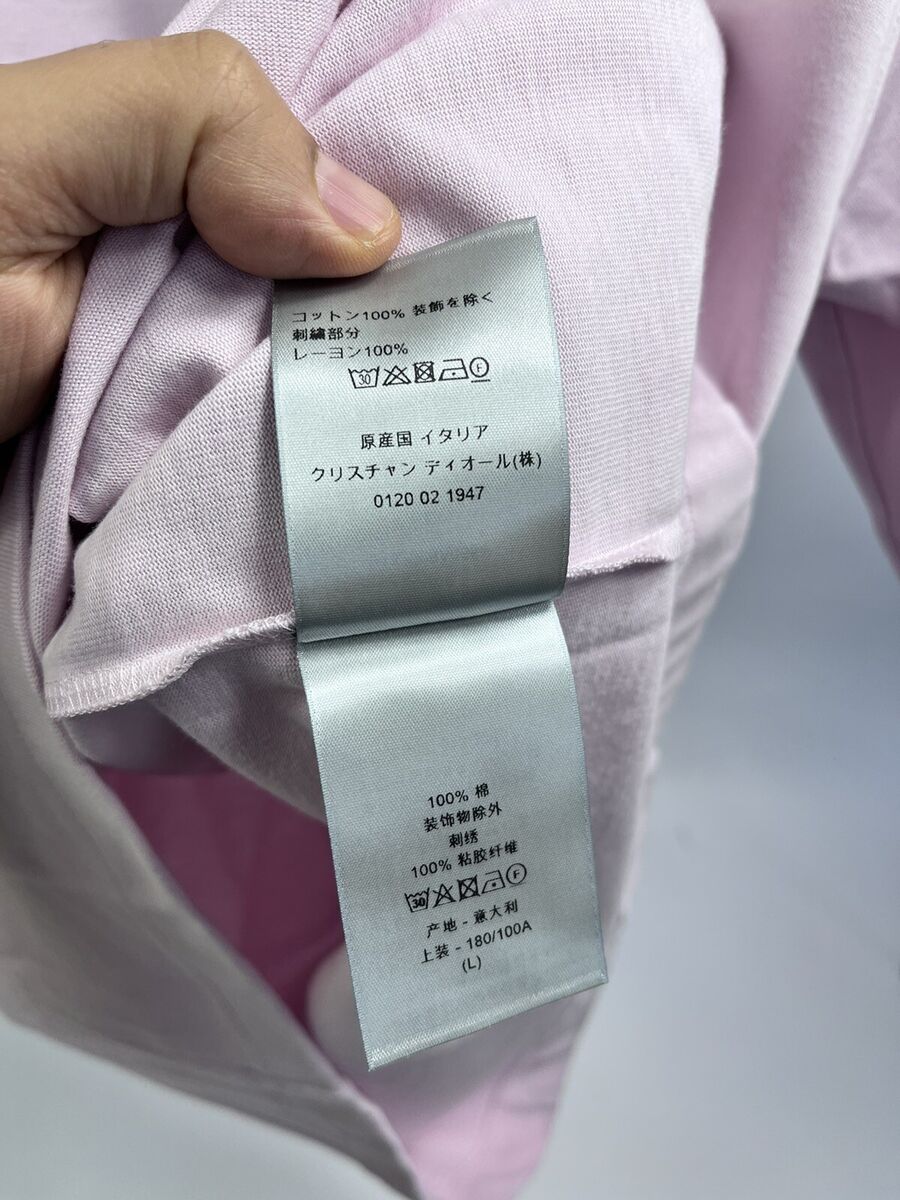 コットン100% 装飾を除く
刺繍部分
レーヨン100%
30 F
原産国 イタリア
クリスチャン ディオール(株)
0120 02 1947
100% 棉
装饰物除外
刺绣
100% 粘胶纤维
30 F
产地 - 意大利
上装 - 180/100A
(L)